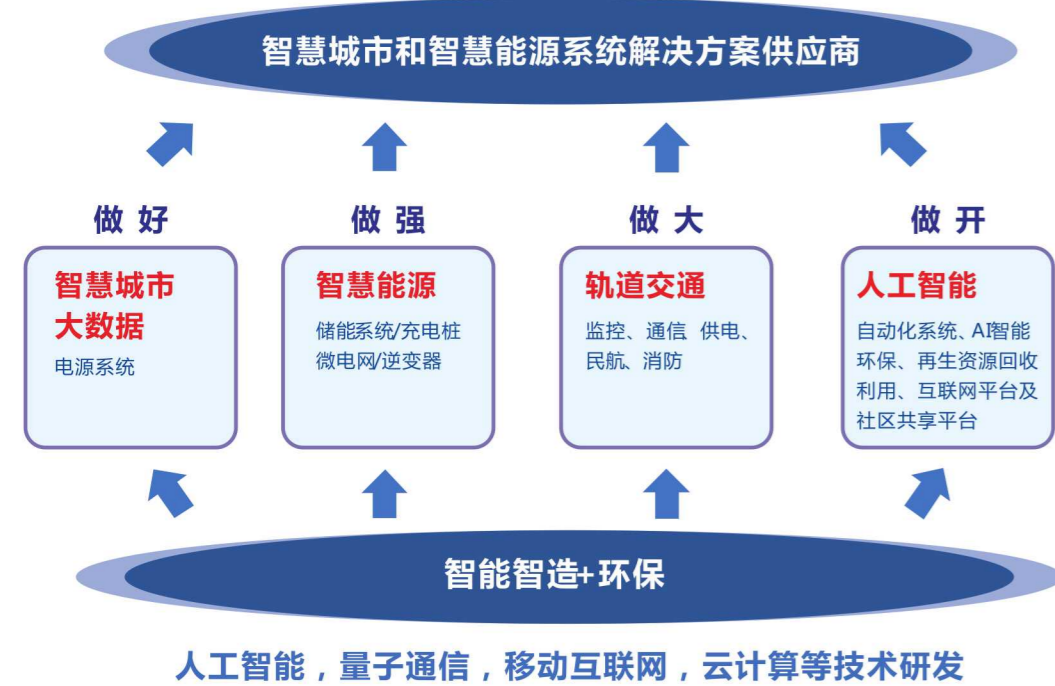 智慧城市和智慧能源系统解决方案供应商
做好
做强
做大
做开
智慧城市
大数据
电源系统
智慧能源
储能系统/充电桩
微电网/逆变器
轨道交通
监控、通信 供电、
民航、消防
人工智能
自动化系统、AI智能
环保、再生资源回收
利用、互联网平台及
社区共享平台
智能智造+环保
人工智能，量子通信，移动互联网，云计算等技术研发